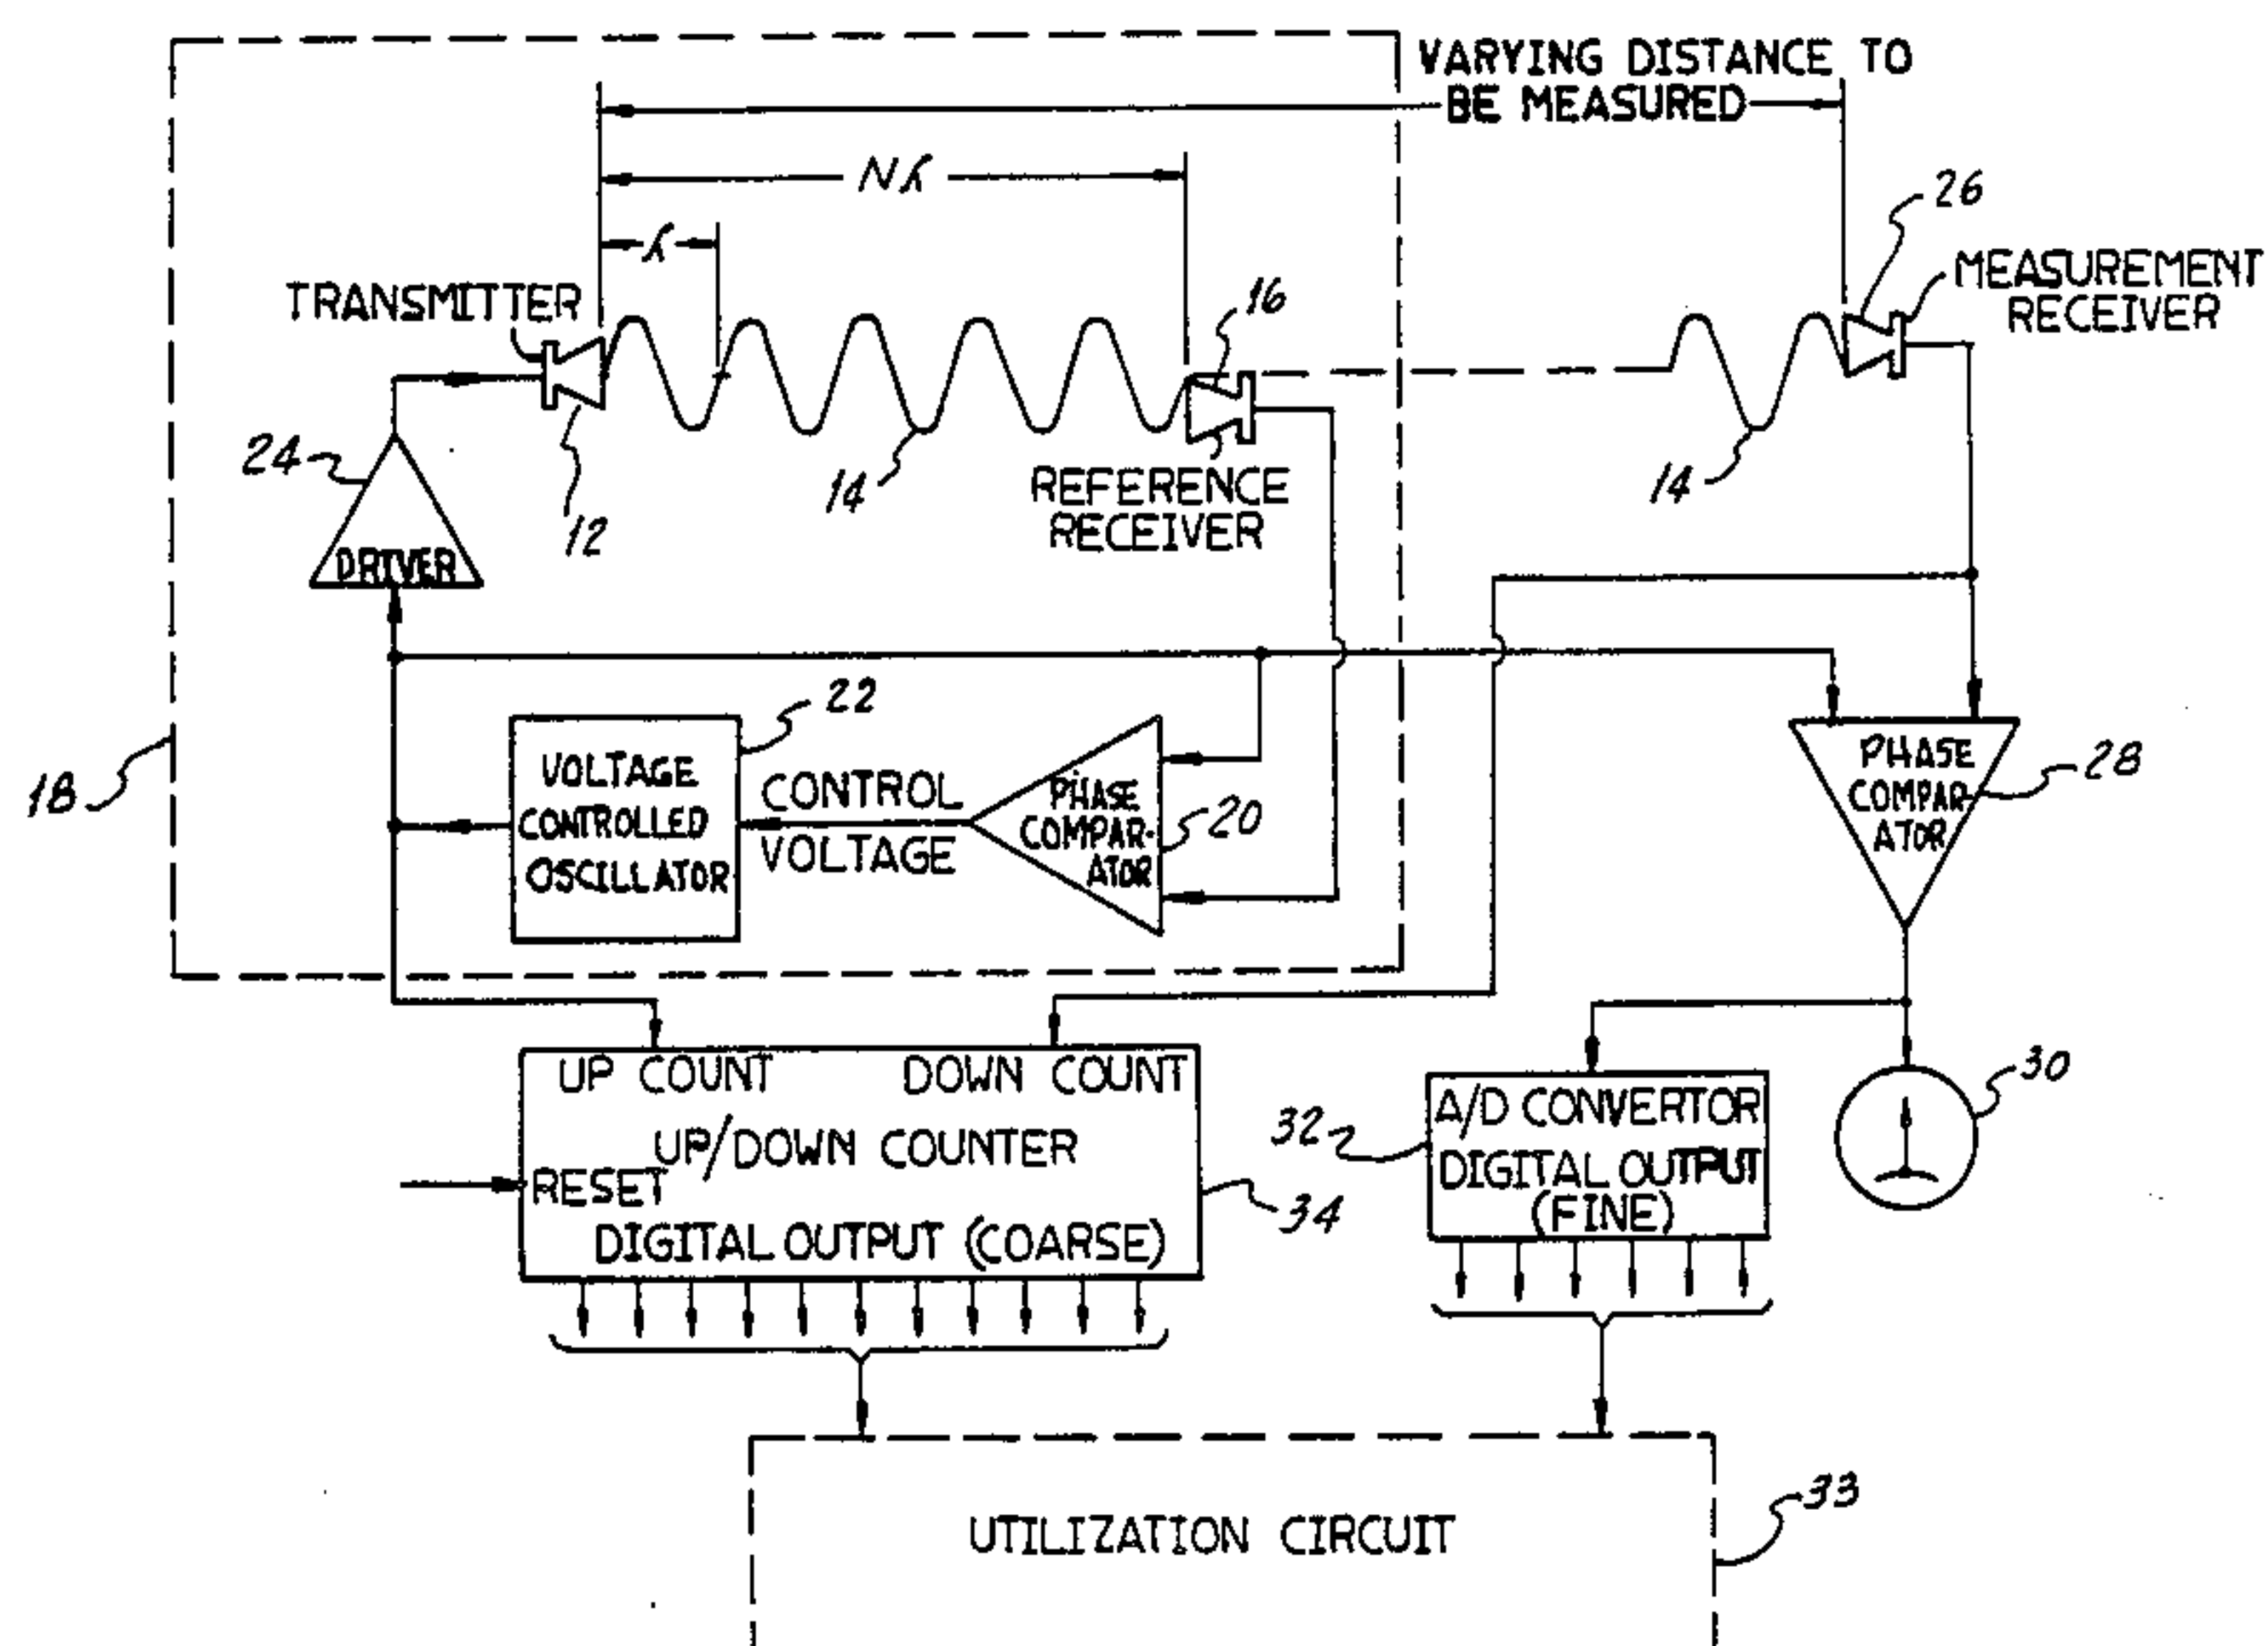 VARYING DISTANCE TO
BE MEASURED
Nλ
λ
26
TRANSMITTER
16
MEASUREMENT
RECEIVER
24
12
14
REFERENCE
RECEIVER
14
DRIVER
18
22
VOLTAGE
CONTROLLED
OSCILLATOR
CONTROL
VOLTAGE
PHASE
COMPAR-
ATOR
20
PHASE
COMPAR-
ATOR
28
UP COUNT
DOWN COUNT
UP/DOWN COUNTER
RESET
DIGITAL OUTPUT (COARSE)
34
32
A/D CONVERTOR
DIGITAL OUTPUT
(FINE)
30
UTILIZATION CIRCUIT
33